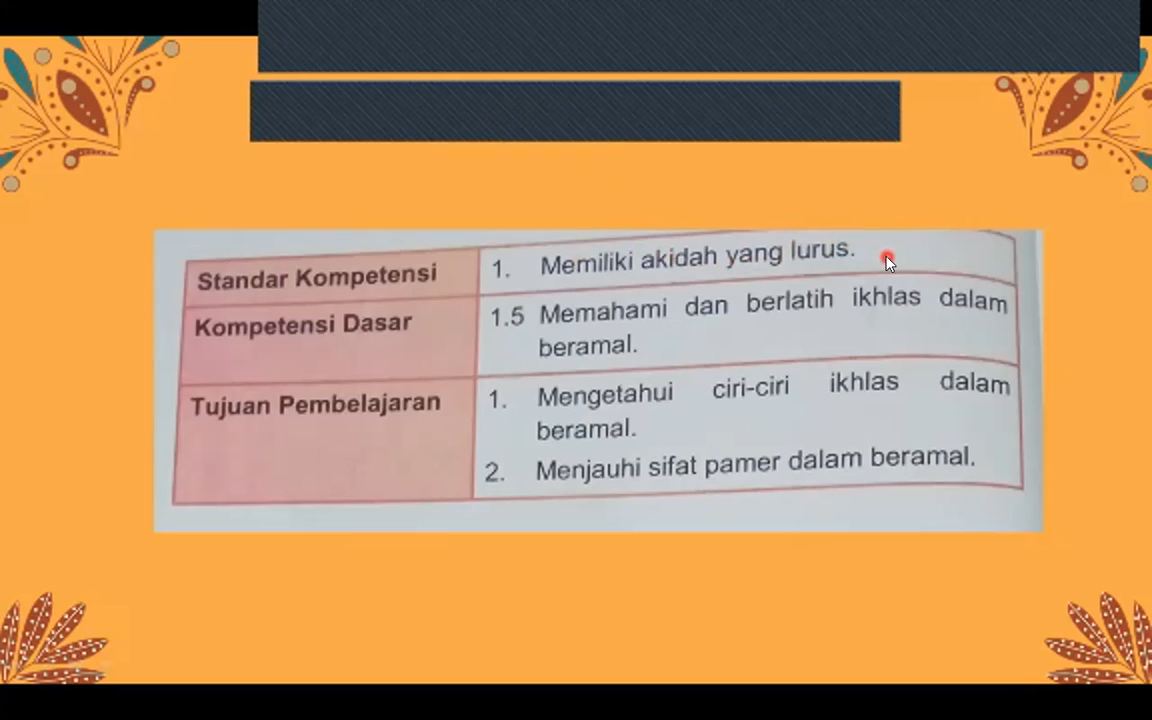 Standar Kompetensi 1. Memiliki akidah yang lurus.
Kompetensi Dasar 1.5 Memahami dan berlatih ikhlas dalam
beramal.
Tujuan Pembelajaran 1. Mengetahui ciri-ciri ikhlas dalam
beramal.
2. Menjauhi sifat pamer dalam beramal.